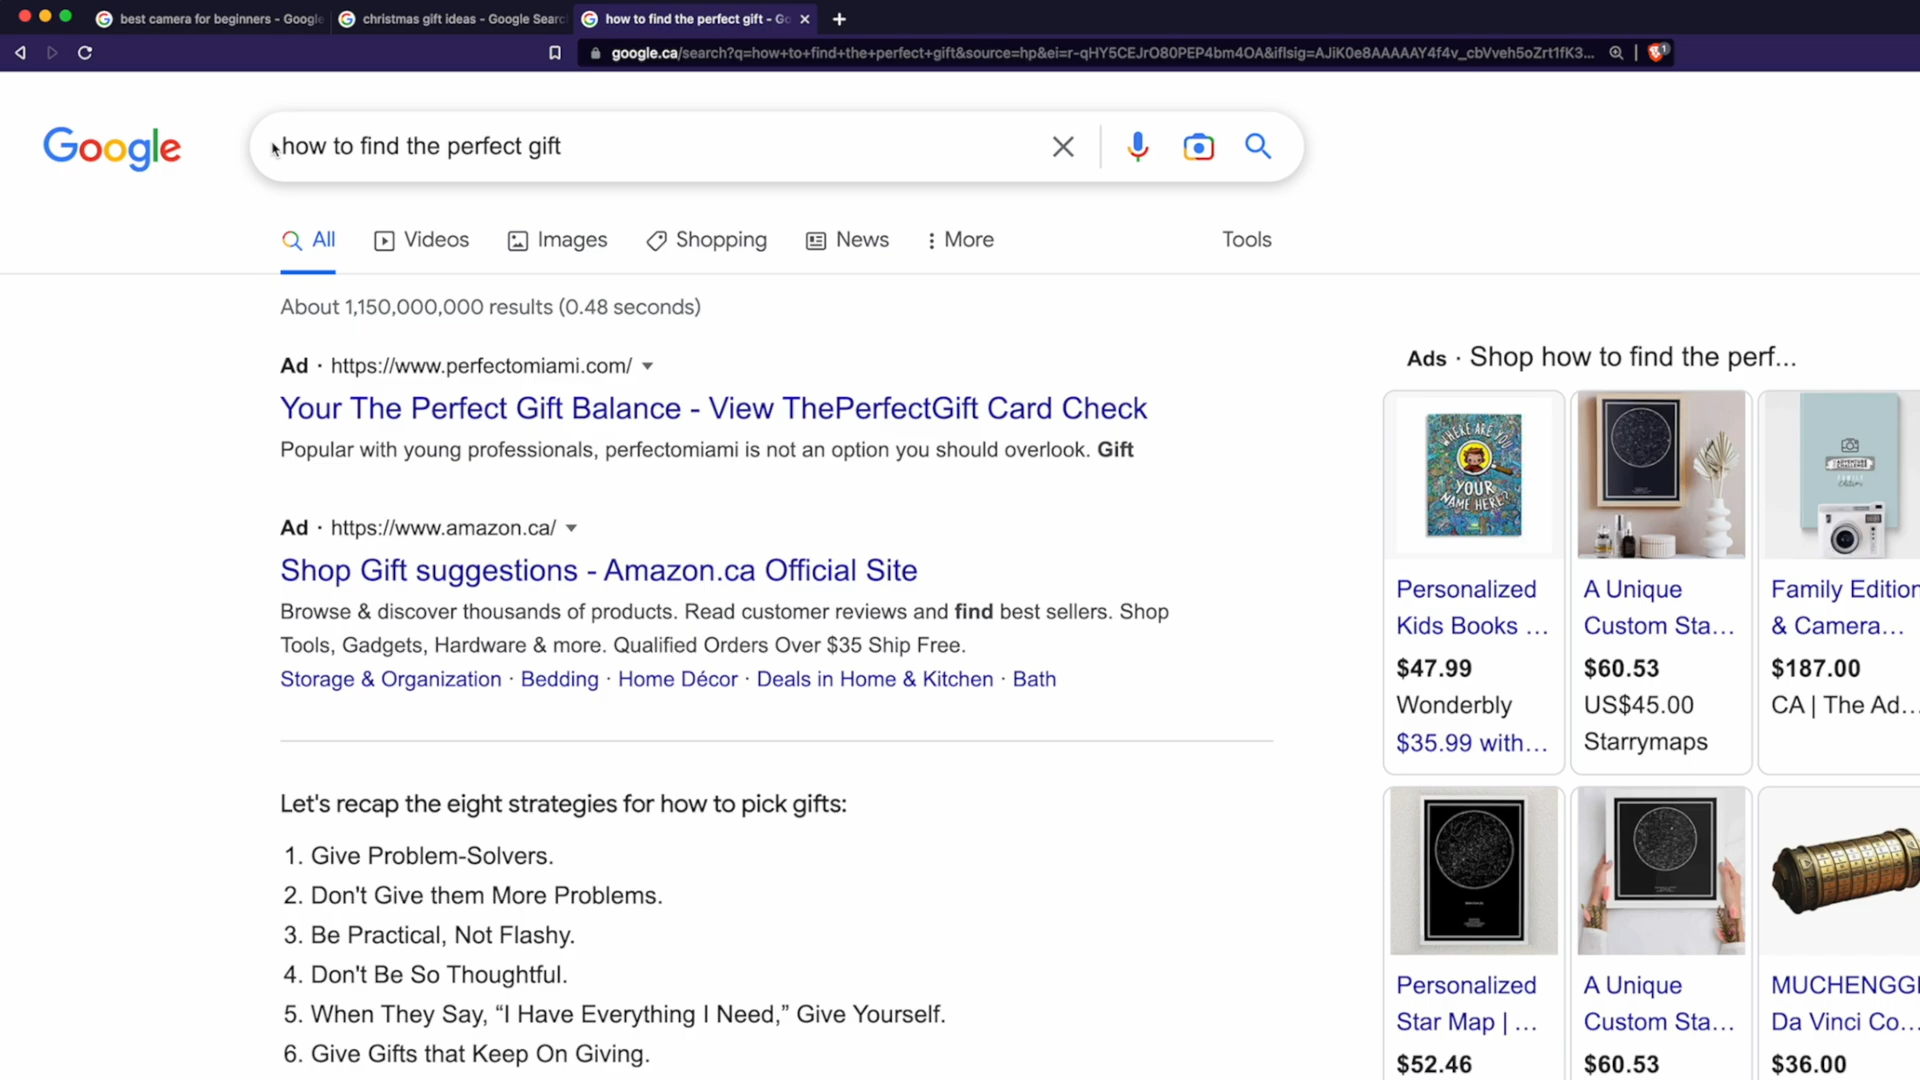 best camera for beginners - Google
christmas gift ideas - Google Sear
how to find the perfect gift - Go
google.ca/search?q=how+to+find+the+perfect+gift&source=hp&ei=r-qHY5CEJrO80PEP4bm4OA&iflsig=AJiK0e8AAAAAY4f4v_cbVveh5oZrt1fK3...
1
Google
how to find the perfect gift
All
Videos
Images
Shopping
News
More
Tools
About 1,150,000,000 results (0.48 seconds)
Ad · https://www.perfectomiami.com/
Your The Perfect Gift Balance - View ThePerfectGift Card Check
Popular with young professionals, perfectomiami is not an option you should overlook. Gift
Ad · https://www.amazon.ca/
Shop Gift suggestions - Amazon.ca Official Site
Browse & discover thousands of products. Read customer reviews and find best sellers. Shop
Tools, Gadgets, Hardware & more. Qualified Orders Over $35 Ship Free.
Storage & Organization · Bedding · Home Décor · Deals in Home & Kitchen · Bath
Let's recap the eight strategies for how to pick gifts:
1. Give Problem-Solvers.
2. Don't Give them More Problems.
3. Be Practical, Not Flashy.
4. Don't Be So Thoughtful.
5. When They Say, “I Have Everything I Need,” Give Yourself.
6. Give Gifts that Keep On Giving.
Ads · Shop how to find the perf...
WHERE ARE YOU
YOUR
NAME HERE?
Personalized
Kids Books ...
$47.99
Wonderbly
$35.99 with...
A Unique
Custom Sta...
$60.53
US$45.00
Starrymaps
Family Edition
& Camera...
$187.00
CA | The Ad...
Personalized
Star Map | ...
$52.46
A Unique
Custom Sta...
$60.53
MUCHENGG
Da Vinci Co...
$36.00